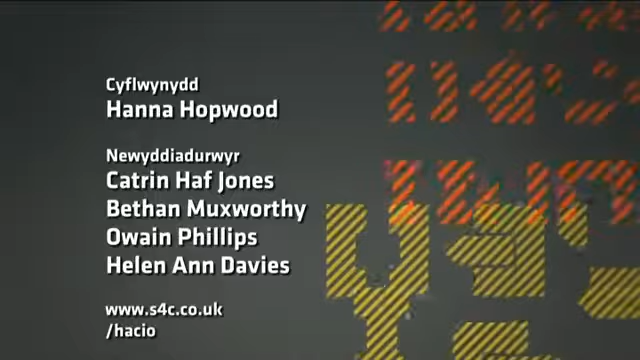 Cyflwynydd
Hanna Hopwood
Newyddiadurwyr
Catrin Haf Jones
Bethan Muxworthy
Owain Phillips
Helen Ann Davies
www.s4c.co.uk
/hacio